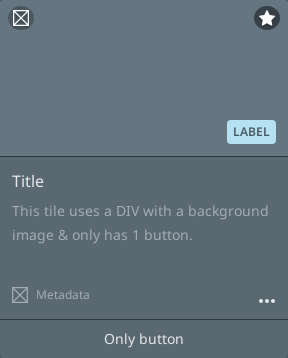 LABEL
Title
This tile uses a DIV with a background
image & only has 1 button.
Metadata
Only button